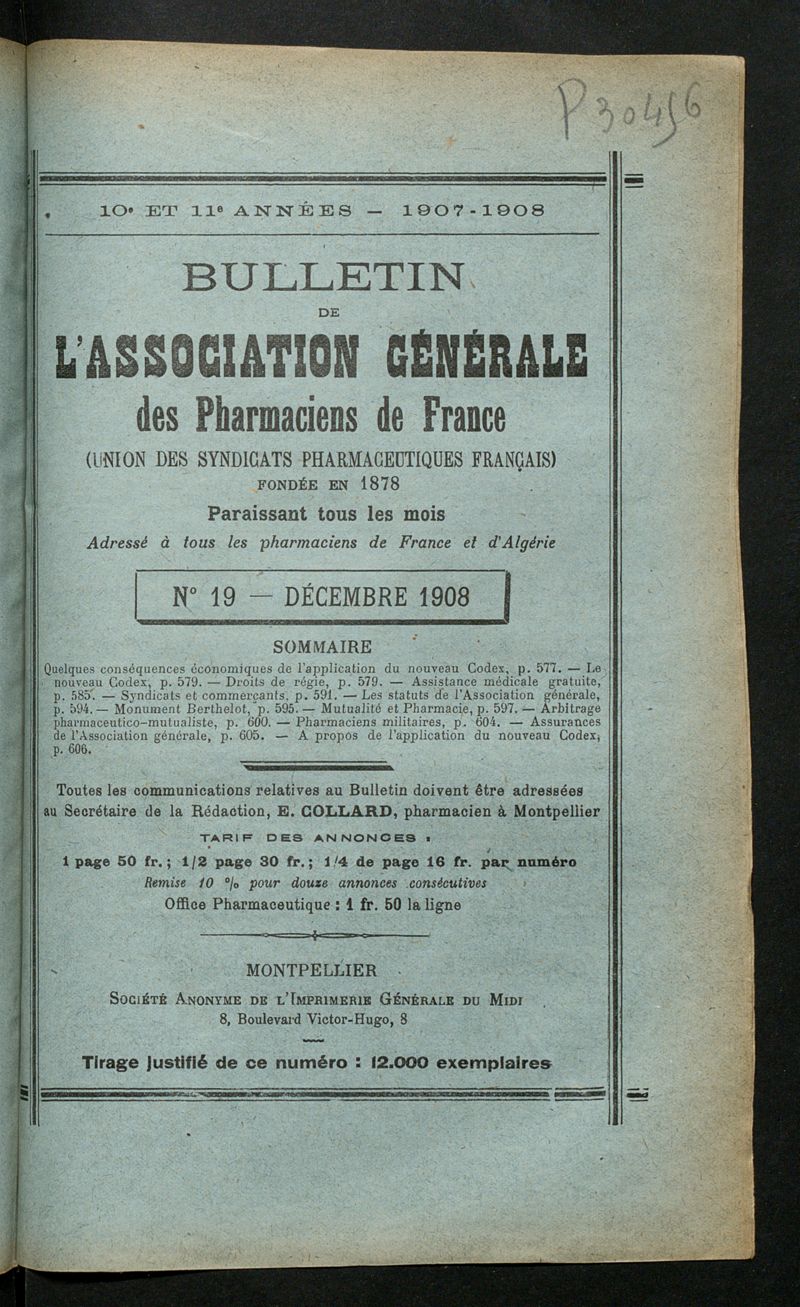 P 30456
10e ET 11e ANNÉES — 1907-1908
BULLETIN
DE
L'ASSOCIATION GÉNÉRALE
des Pharmaciens de France
(UNION DES SYNDICATS PHARMACEUTIQUES FRANÇAIS)
FONDÉE EN 1878
Paraissant tous les mois
Adressé à tous les pharmaciens de France et d'Algérie
N° 19 — DÉCEMBRE 1908
SOMMAIRE
Quelques conséquences économiques de l'application du nouveau Codex, p. 577. — Le
nouveau Codex, p. 579. — Droits de régie, p. 579. — Assistance médicale gratuite,
p. 585. — Syndicats et commerçants, p. 591. — Les statuts de l'Association générale,
p. 594. — Monument Berthelot, p. 595. — Mutualité et Pharmacie, p. 597. — Arbitrage
pharmaceutico-mutualiste, p. 600. — Pharmaciens militaires, p. 604. — Assurances
de l'Association générale, p. 605. — A propos de l'application du nouveau Codex,
p. 606.
Toutes les communications relatives au Bulletin doivent être adressées
au Secrétaire de la Rédaction, E. COLLARD, pharmacien à Montpellier
TARIF DES ANNONCES :
1 page 50 fr.; 1/2 page 30 fr.; 1/4 de page 16 fr. par numéro
Remise 10 % pour douze annonces consécutives
Office Pharmaceutique : 1 fr. 50 la ligne
MONTPELLIER
SOCIÉTÉ ANONYME DE L'IMPRIMERIE GÉNÉRALE DU MIDI
8, Boulevard Victor-Hugo, 8
Tirage justifié de ce numéro : 12.000 exemplaires